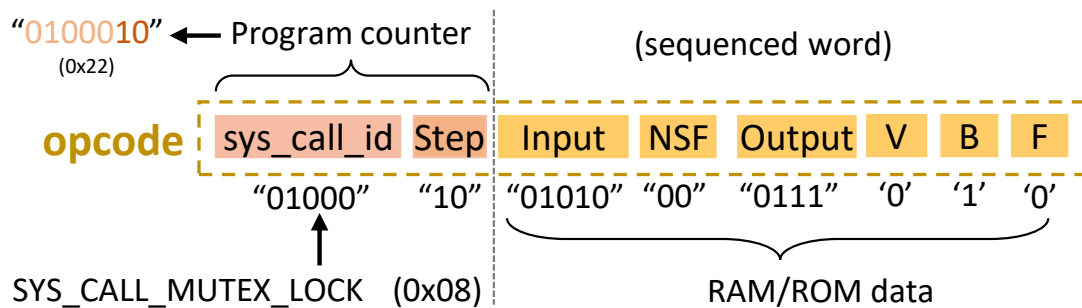 “0100010” Program counter (sequenced word)
(0x22)
opcode sys_call_id Step Input NSF Output V B F
“01000” “10” “01010” “00” “0111” ‘0’ ‘1’ ‘0’
SYS_CALL_MUTEX_LOCK (0x08) RAM/ROM data